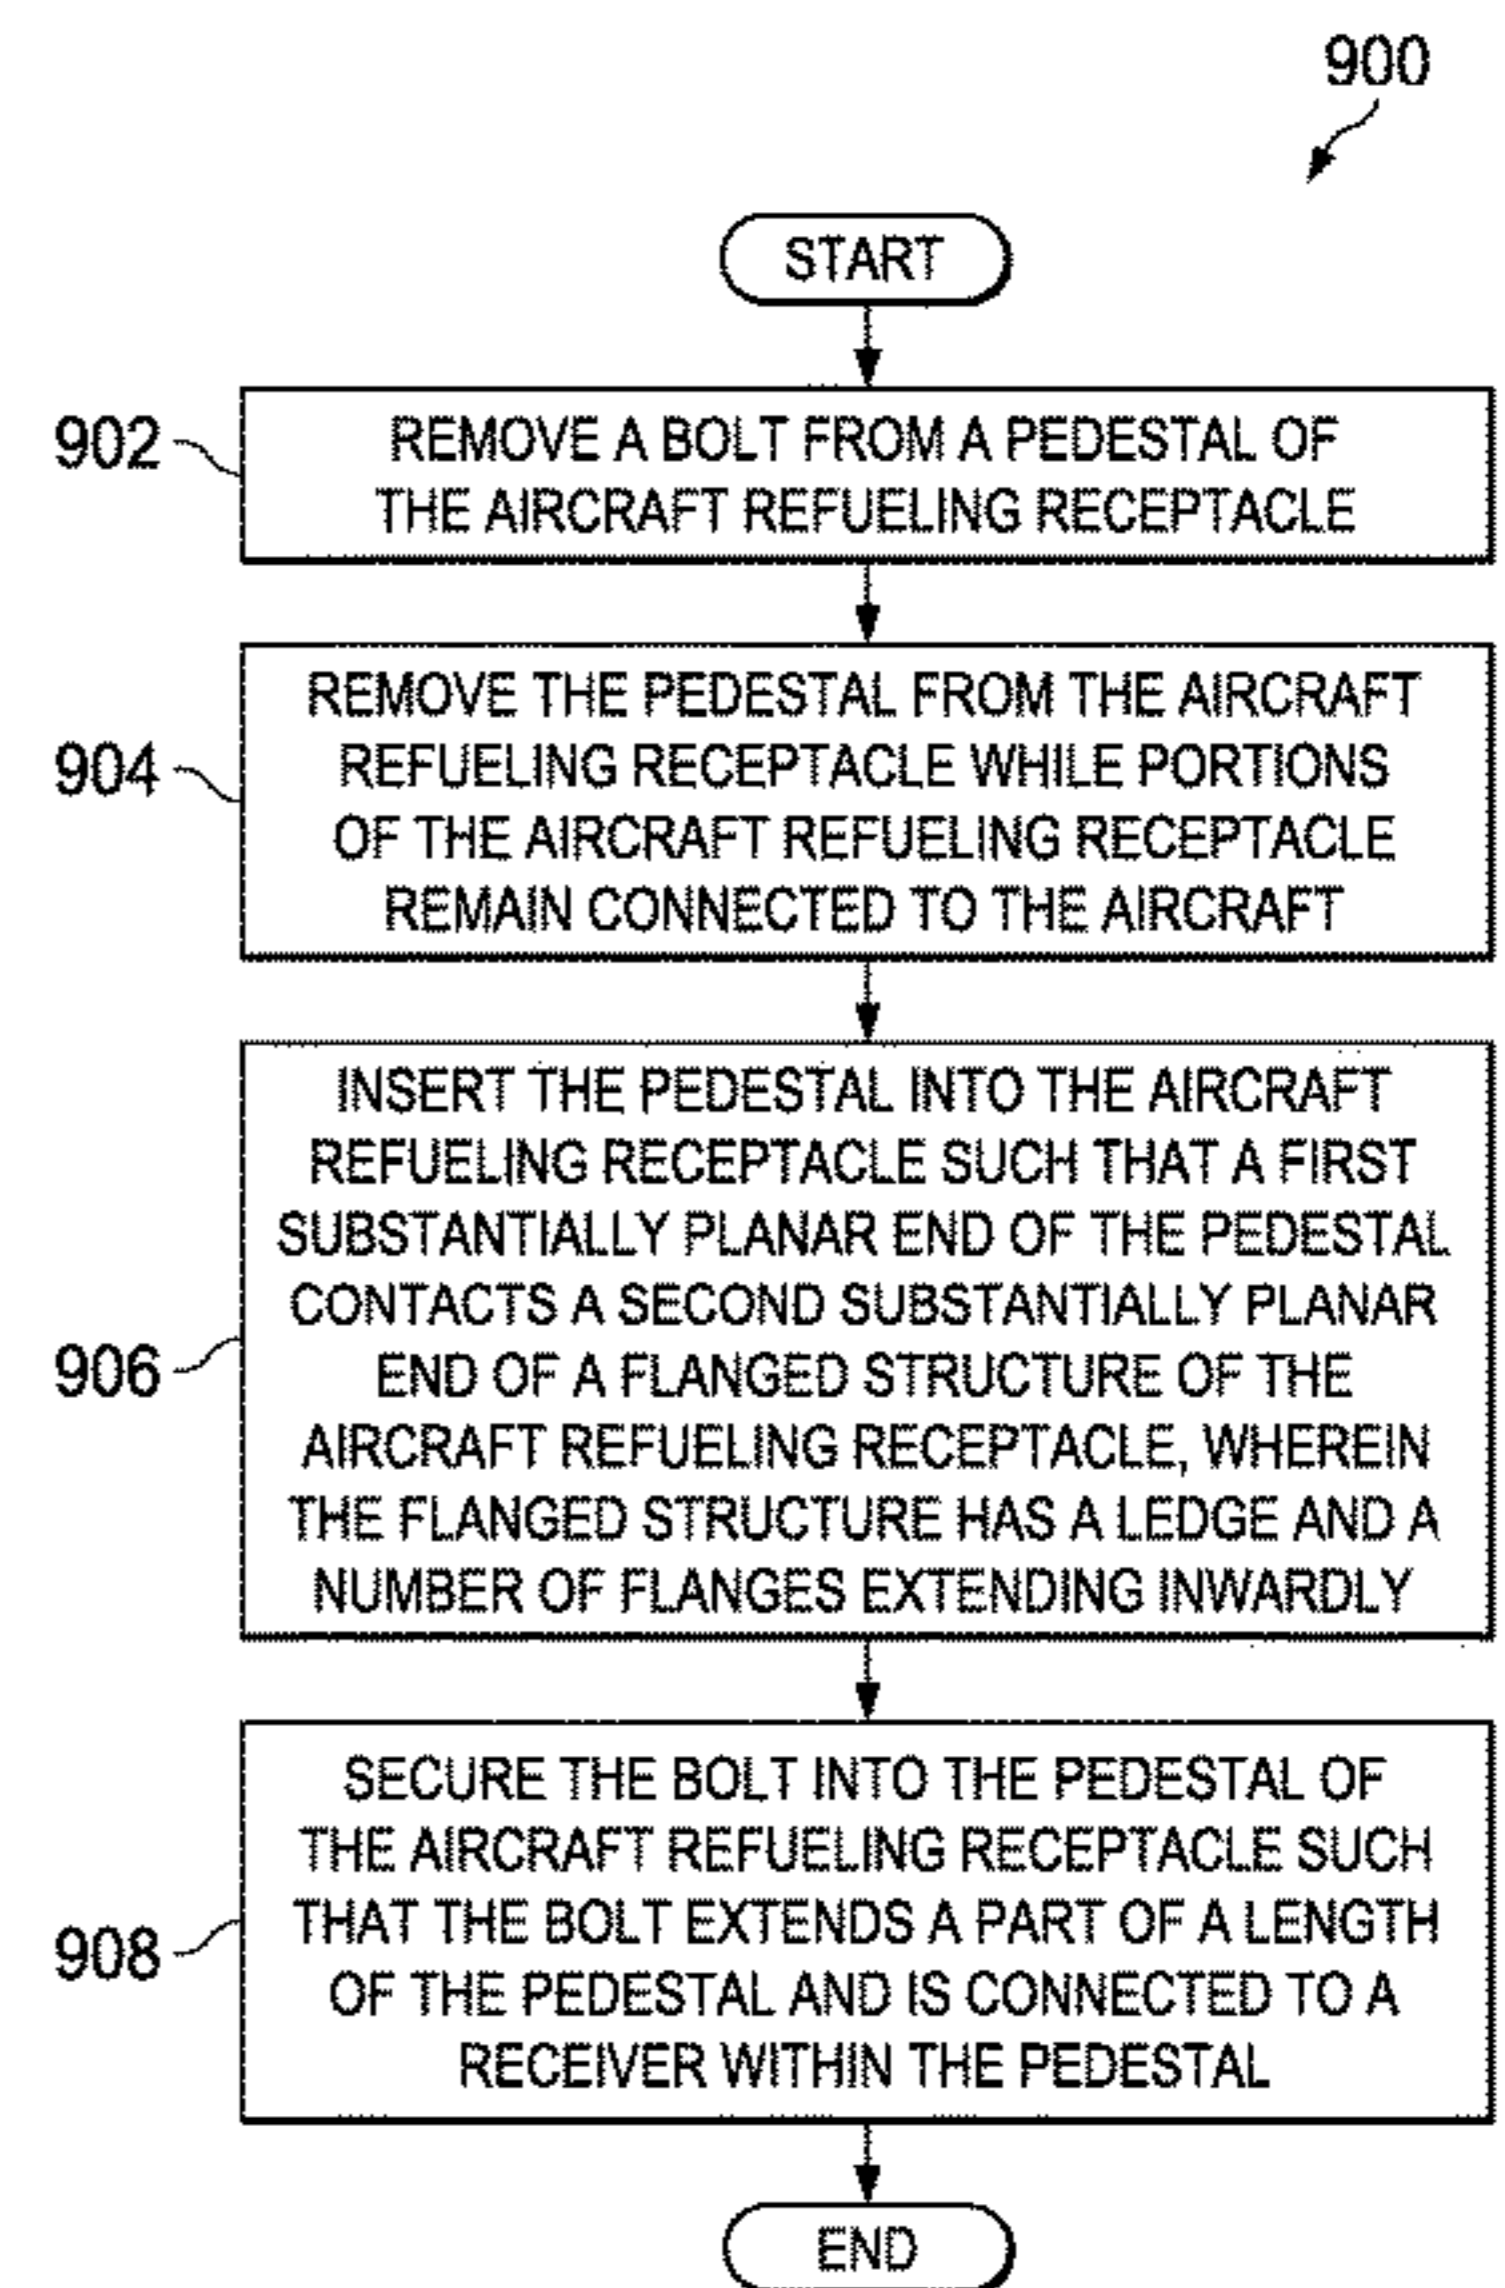 900
START
902
REMOVE A BOLT FROM A PEDESTAL OF
THE AIRCRAFT REFUELING RECEPTACLE
904
REMOVE THE PEDESTAL FROM THE AIRCRAFT
REFUELING RECEPTACLE WHILE PORTIONS
OF THE AIRCRAFT REFUELING RECEPTACLE
REMAIN CONNECTED TO THE AIRCRAFT
906
INSERT THE PEDESTAL INTO THE AIRCRAFT
REFUELING RECEPTACLE SUCH THAT A FIRST
SUBSTANTIALLY PLANAR END OF THE PEDESTAL
CONTACTS A SECOND SUBSTANTIALLY PLANAR
END OF A FLANGED STRUCTURE OF THE
AIRCRAFT REFUELING RECEPTACLE, WHEREIN
THE FLANGED STRUCTURE HAS A LEDGE AND A
NUMBER OF FLANGES EXTENDING INWARDLY
908
SECURE THE BOLT INTO THE PEDESTAL OF
THE AIRCRAFT REFUELING RECEPTACLE SUCH
THAT THE BOLT EXTENDS A PART OF A LENGTH
OF THE PEDESTAL AND IS CONNECTED TO A
RECEIVER WITHIN THE PEDESTAL
END